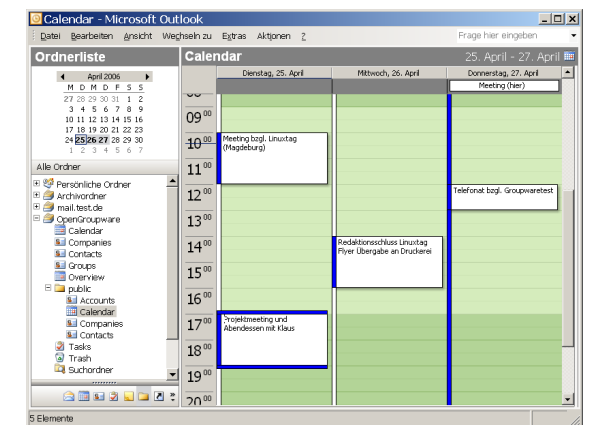 Calendar - Microsoft Outlook
Datei Bearbeiten Ansicht Wechseln zu Extras Aktionen ?
Frage hier eingeben
Ordnerliste
Calendar
25. April - 27. April
April 2006
M D M D F S S
27 28 29 30 31 1 2
3 4 5 6 7 8 9
10 11 12 13 14 15 16
17 18 19 20 21 22 23
24 25 26 27 28 29 30
1 2 3 4 5 6 7
Alle Ordner
Persönliche Ordner
Archivordner
mail.test.de
OpenGroupware
Calendar
Companies
Contacts
Groups
Overview
public
Accounts
Calendar
Companies
Contacts
Tasks
Trash
Suchordner
Dienstag, 25. April
Mittwoch, 26. April
Donnerstag, 27. April
Meeting (hier)
09 00
10 00
Meeting bzgl. Linuxtag
(Magdeburg)
11 00
12 00
Telefonat bzgl. Groupwaretest
13 00
14 00
Redaktionsschluss Linuxtag
Flyer Übergabe an Druckerei
15 00
16 00
17 00
Projektmeeting und
Abendessen mit Klaus
18 00
19 00
20 00
5 Elemente